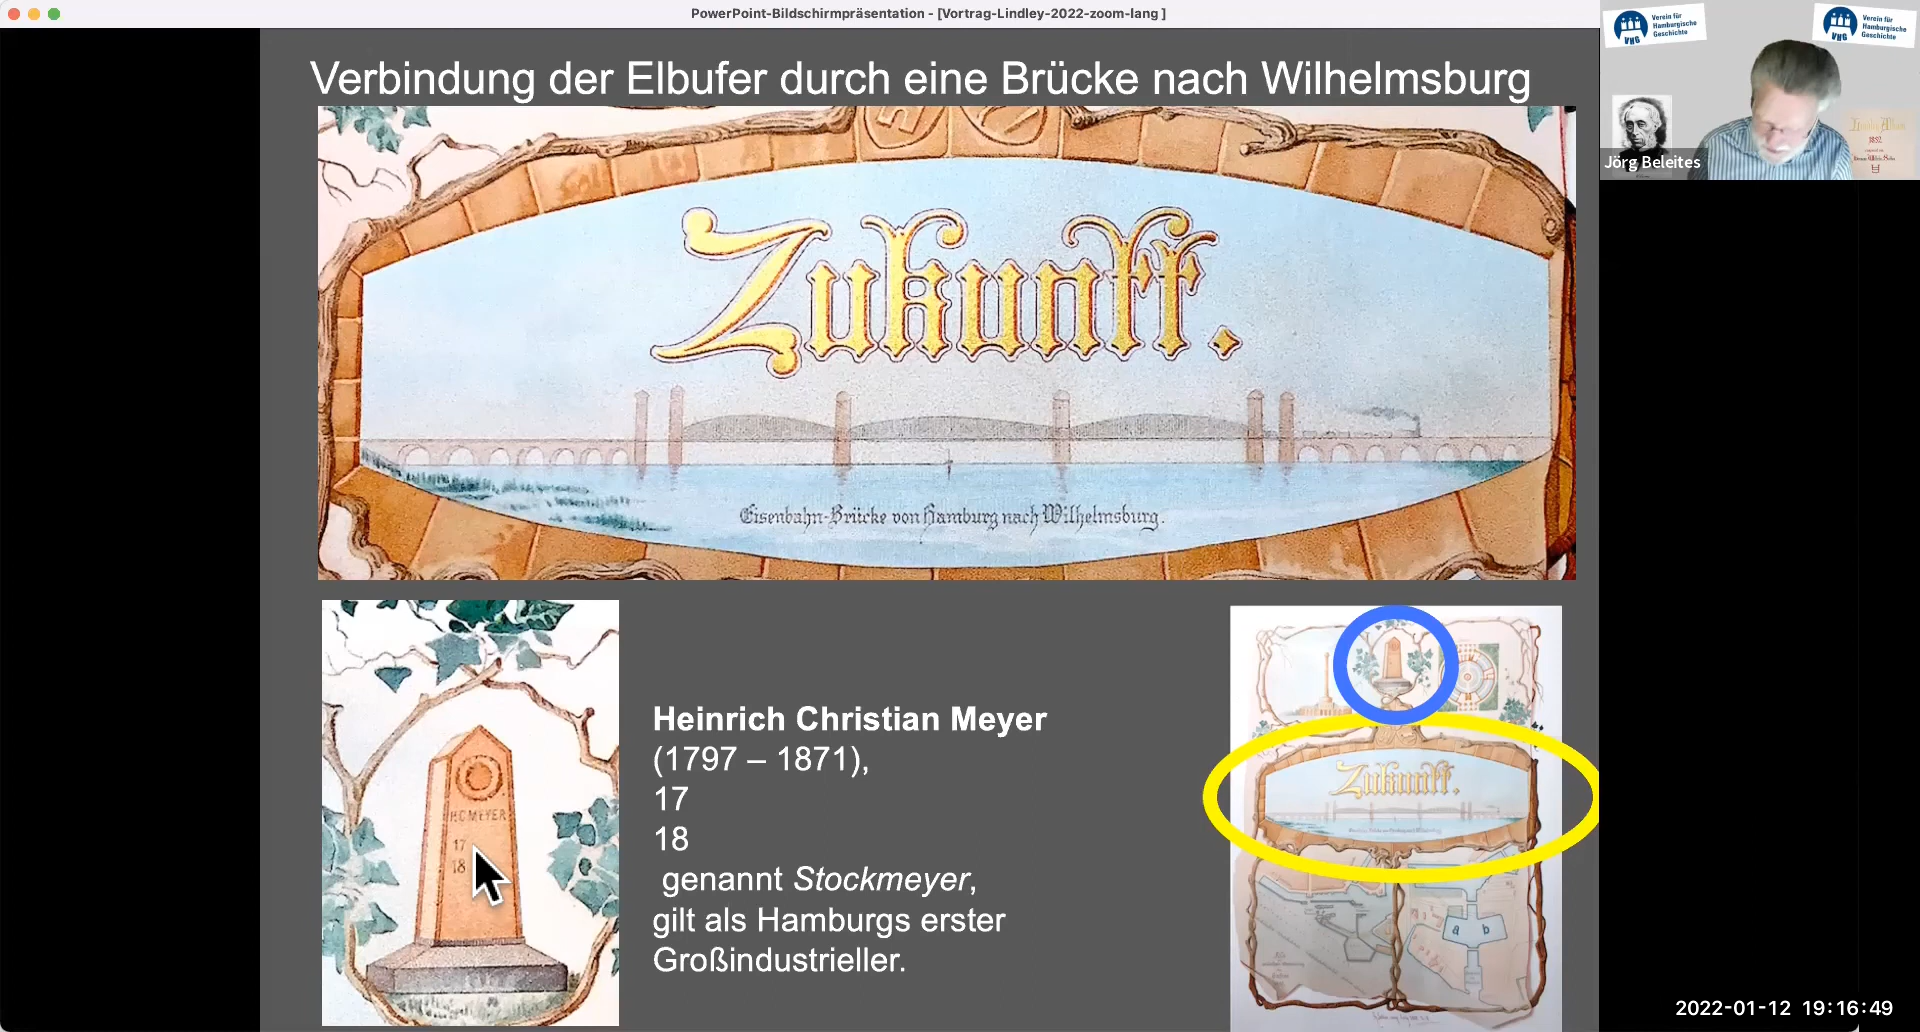 PowerPoint-Bildschirmpräsentation - [Vortrag-Lindley-2022-zoom-lang ]
Verein für
Hamburgische
Geschichte
VHG
Verein für
Hamburgische
Geschichte
VHG
Jörg Beleites
1852.
Verbindung der Elbufer durch eine Brücke nach Wilhelmsburg
Zukunft.
Eisenbahn-Brücke von Hamburg nach Wilhelmsburg.
H.C.MEYER
17
18
Heinrich Christian Meyer
(1797 – 1871),
17
18
genannt Stockmeyer,
gilt als Hamburgs erster
Großindustrieller.
Zukunft.
a b
2022-01-12 19:16:49